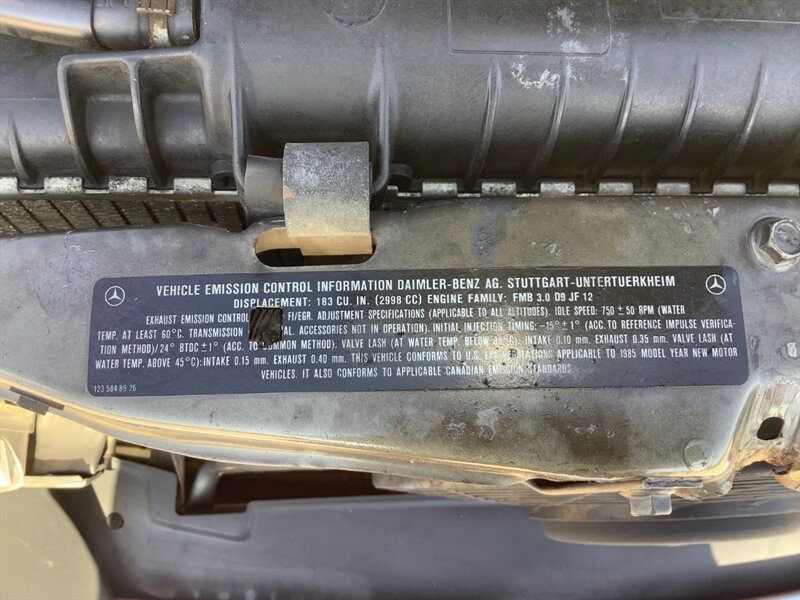 VEHICLE EMISSION CONTROL INFORMATION DAIMLER-BENZ AG. STUTTGART-UNTERTUERKHEIM
DISPLACEMENT: 183 CU. IN. (2998 CC) ENGINE FAMILY: FMB 3.0 D9 JF 12
EXHAUST EMISSION CONTROL FI/EGR. ADJUSTMENT SPECIFICATIONS (APPLICABLE TO ALL ALTITUDES). IDLE SPEED: 750 ± 50 RPM (WATER
TEMP. AT LEAST 60°C. TRANSMISSION ACCESSORIES NOT IN OPERATION). INITIAL INJECTION TIMING: -15° ± 1° (ACC. TO REFERENCE IMPULSE VERIFICA-
TION METHOD)/24° BTDC ± 1° (ACC. TO COMMON METHOD). VALVE LASH (AT WATER TEMP. BELOW INTAKE 0.10 mm. EXHAUST 0.35 mm. VALVE LASH (AT
WATER TEMP. ABOVE 45°C): INTAKE 0.15 mm. EXHAUST 0.40 mm. THIS VEHICLE CONFORMS TO U.S. EPA REGULATIONS APPLICABLE TO 1985 MODEL YEAR NEW MOTOR
VEHICLES. IT ALSO CONFORMS TO APPLICABLE CANADIAN EMISSION STANDARDS.
123 584 69 26